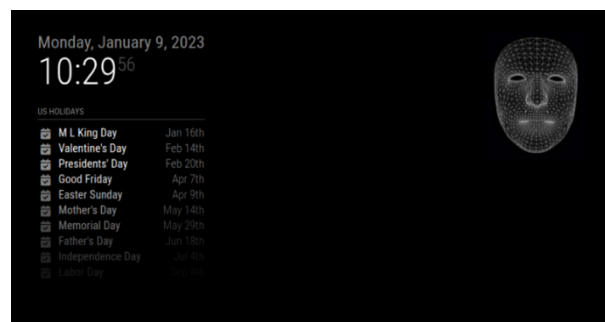 Monday, January 9, 2023
10:29 56
US HOLIDAYS
M L King Day Jan 16th
Valentine's Day Feb 14th
Presidents' Day Feb 20th
Good Friday Apr 7th
Easter Sunday Apr 9th
Mother's Day May 14th
Memorial Day May 29th
Father's Day Jun 18th
Independence Day Jul 4th
Labor Day Sep 4th